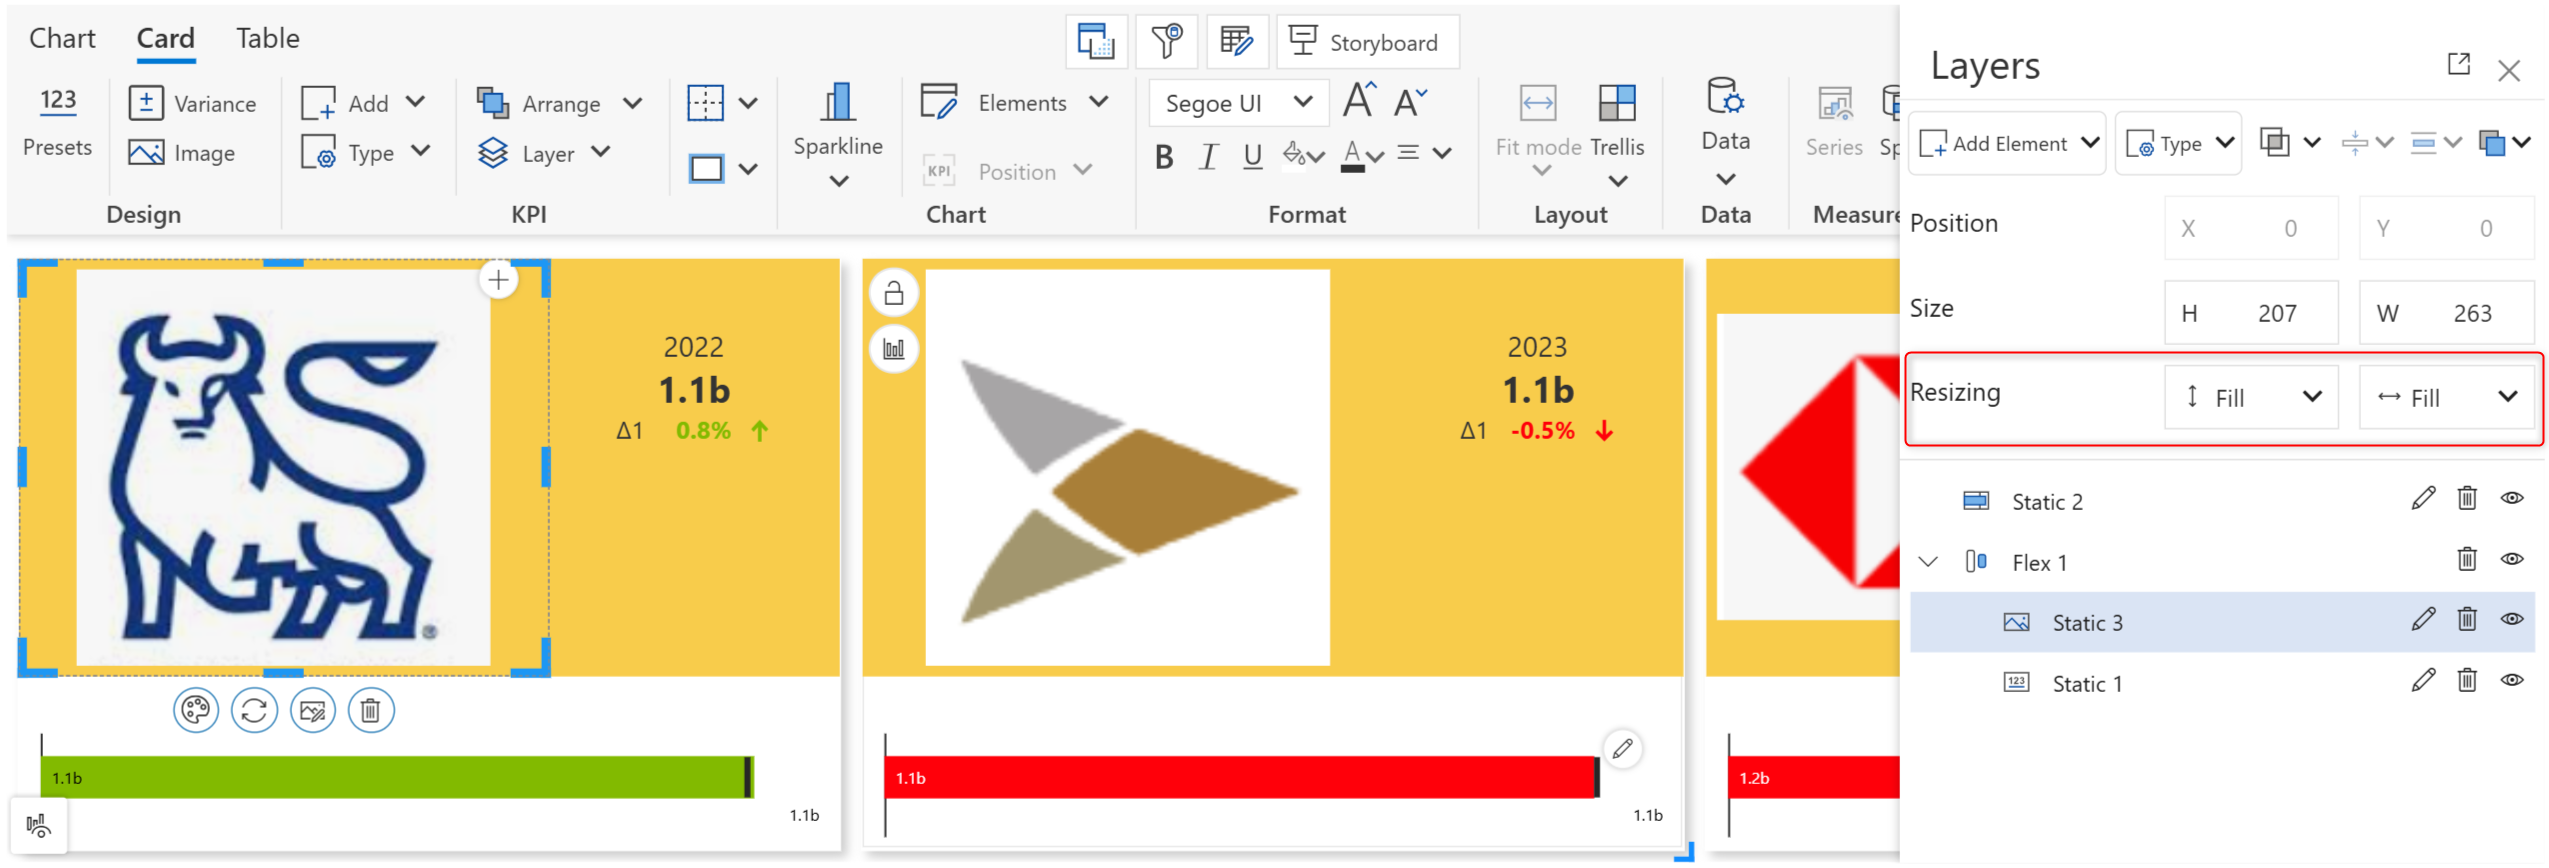 Chart Card Table
Storyboard
123
Presets
Variance
Image
Design
Add
Type
Arrange
Layer
KPI
Sparkline
Elements
KPI Position
Chart
Segoe UI A A
B I U A
Format
Fit mode Trellis
Layout
Data
Data
Series Sp
Measure
Layers
Add Element Type
Position X 0 Y 0
Size H 207 W 263
Resizing Fill Fill
Static 2
Flex 1
Static 3
123 Static 1
2022
1.1b
Δ1 0.8%
®
1.1b
1.1b
2023
1.1b
Δ1 -0.5%
1.1b
1.1b
1.2b